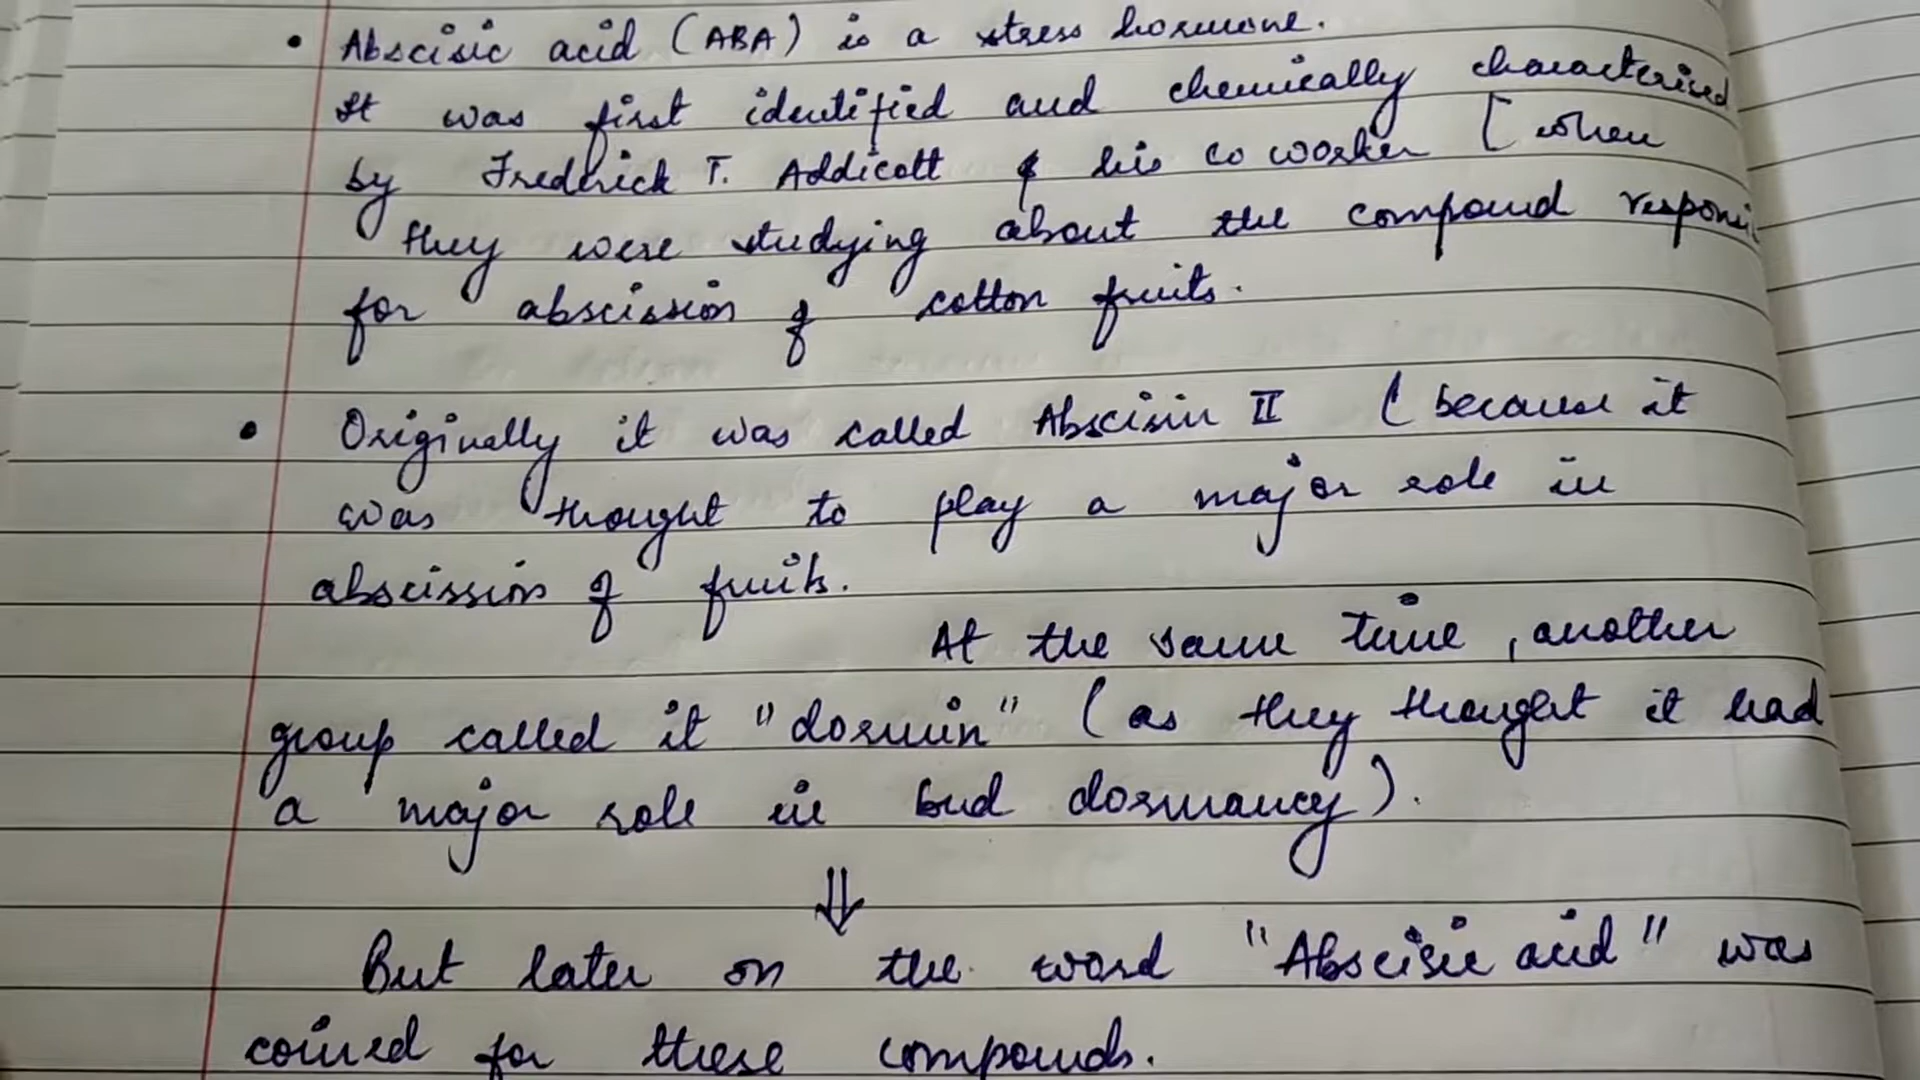 • Abscisic acid (ABA) is a stress hormone.
It was first identified and chemically characterised
by Frederick T. Addicott & his co worker [ when
they were studying about the compound responsi
for abscission of cotton fruits.
• Originally it was called Abscisin II ( because it
was thought to play a major role in
abscission of fruits.
At the same time, another
group called it "dormin" (as they thought it had
a major role in bud dormancy).
⇓
But later on the word "Abscisic acid" was
coined for these compounds.